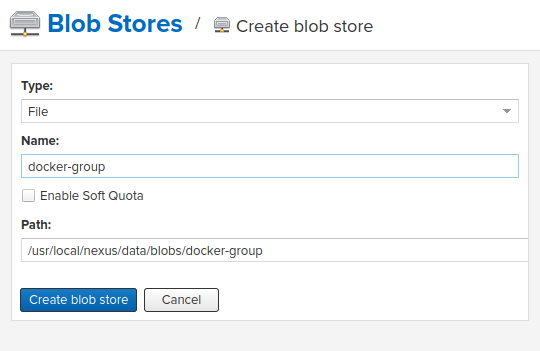 Blob Stores / Create blob store
Type:
File
Name:
docker-group
Enable Soft Quota
Path:
/usr/local/nexus/data/blobs/docker-group
Create blob store Cancel